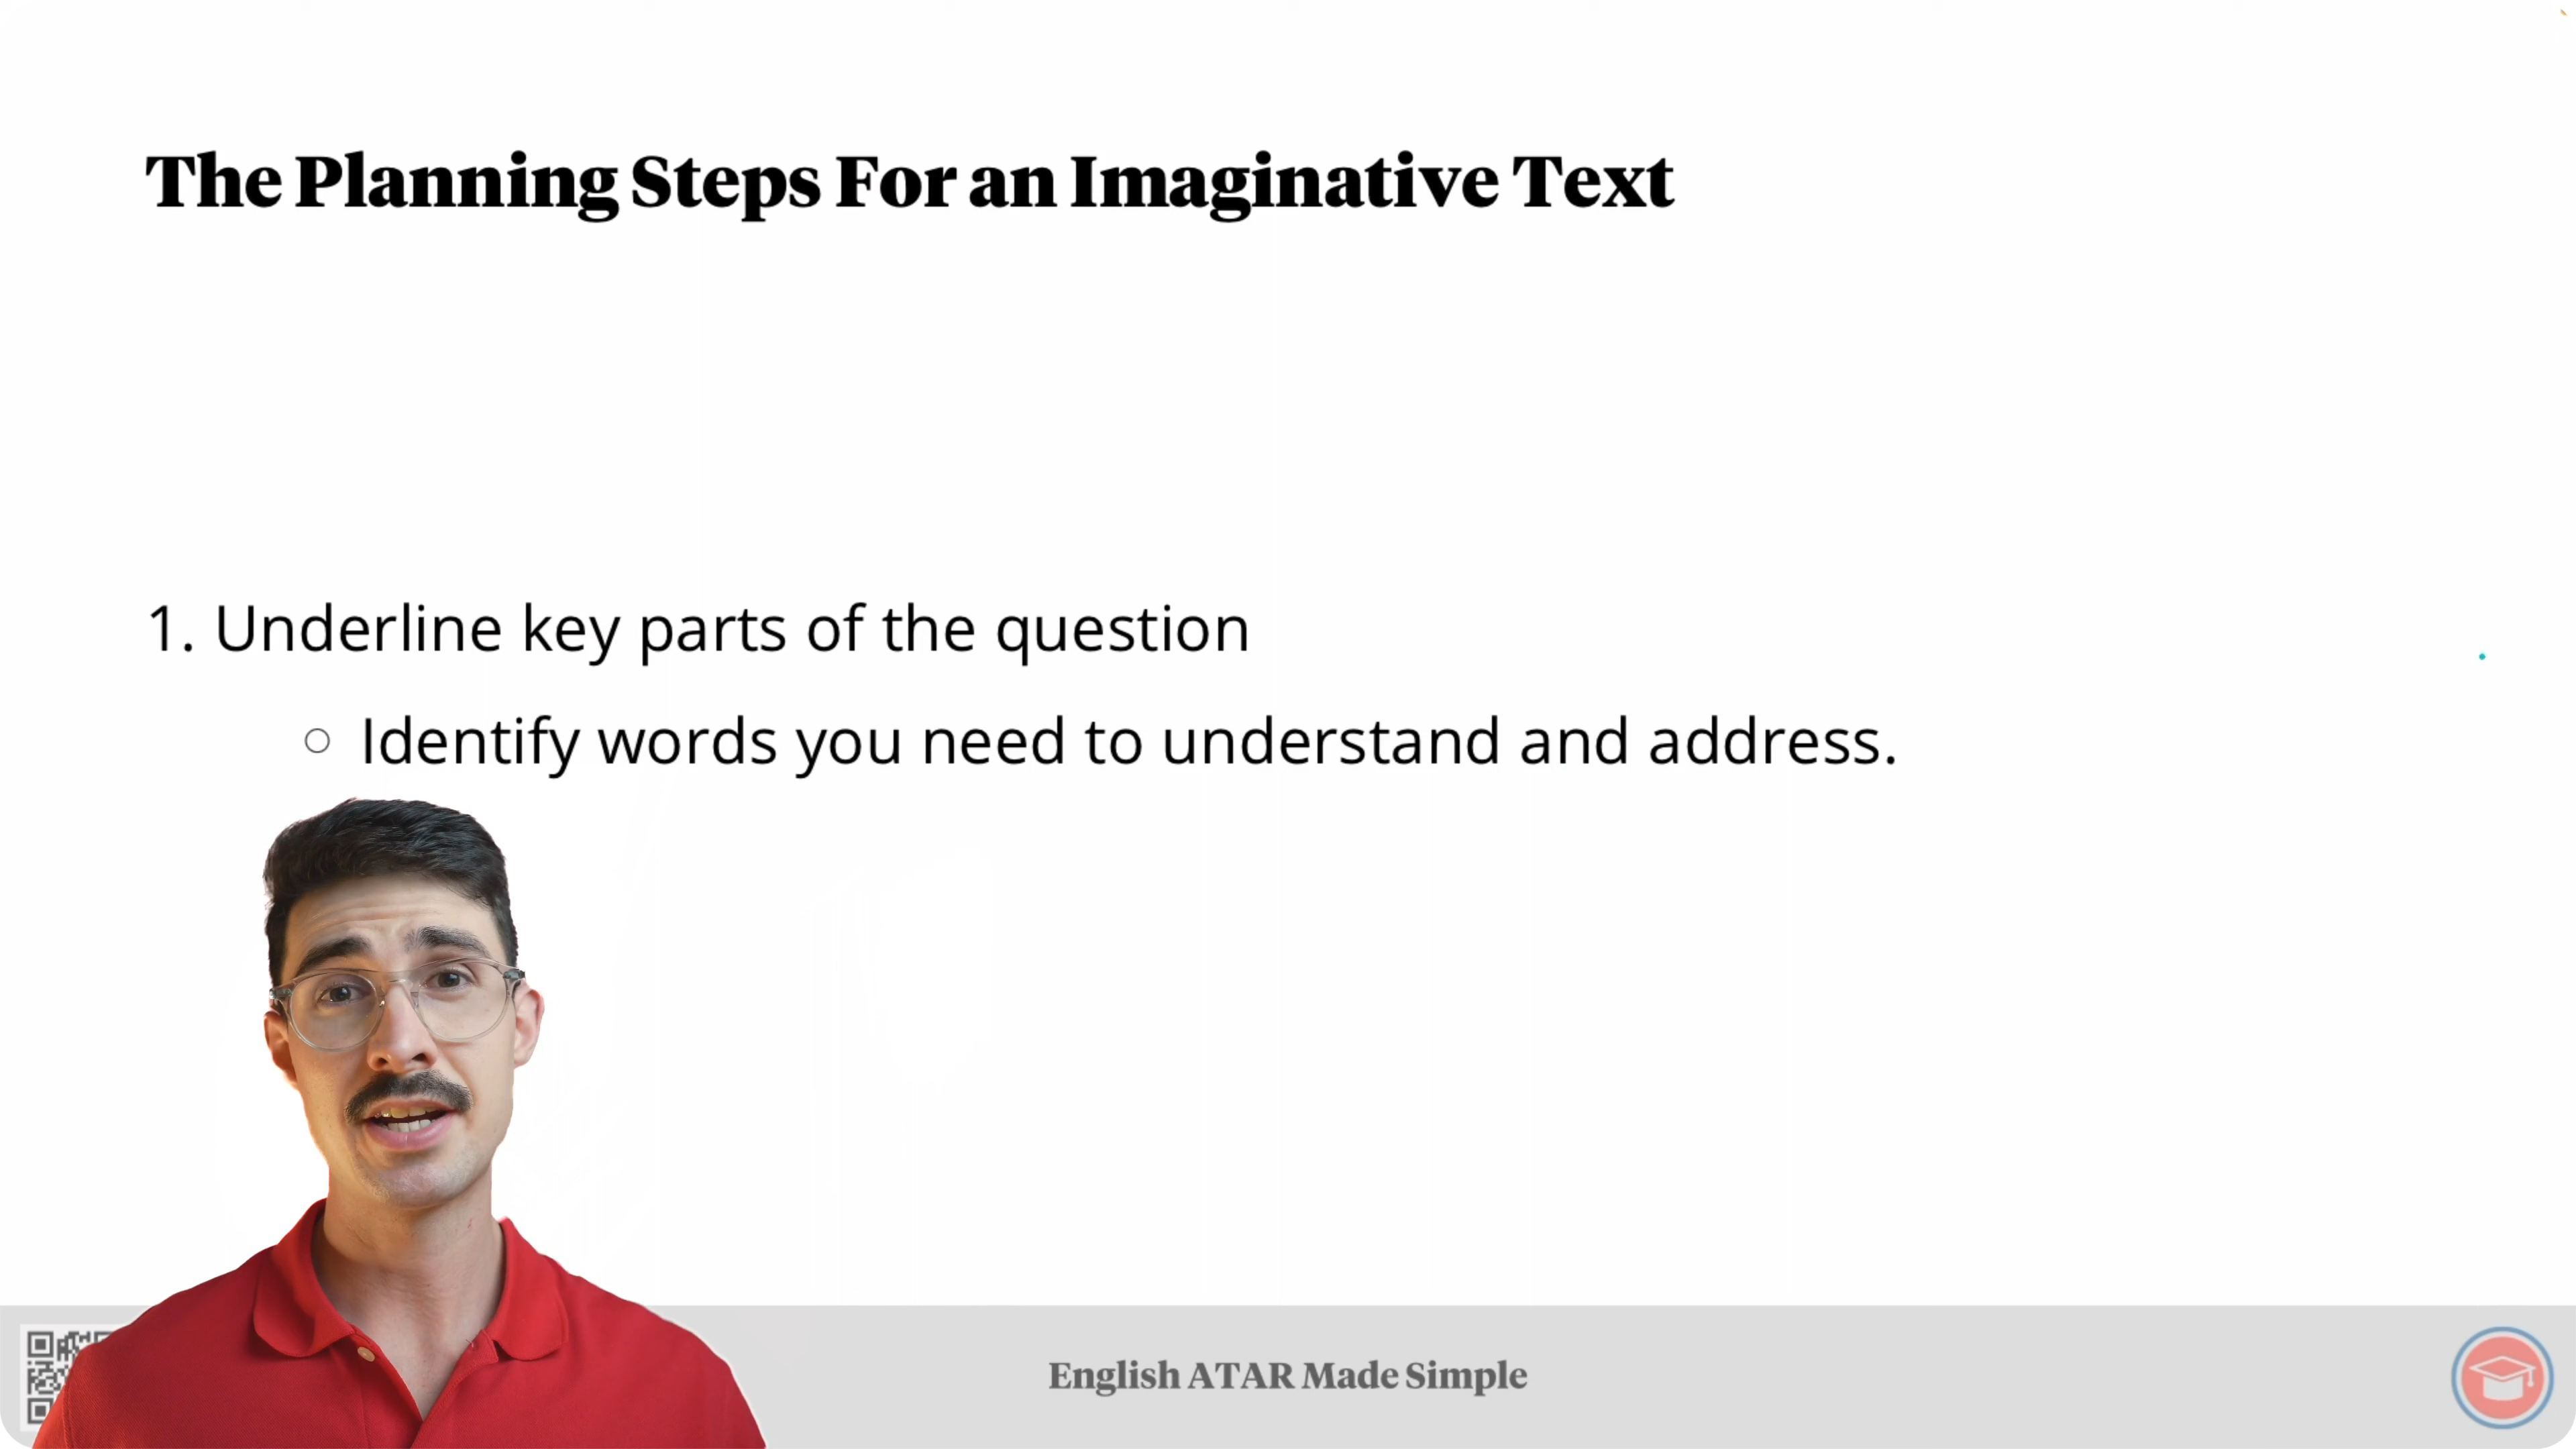 The Planning Steps For an Imaginative Text
1. Underline key parts of the question
○ Identify words you need to understand and address.
English ATAR Made Simple